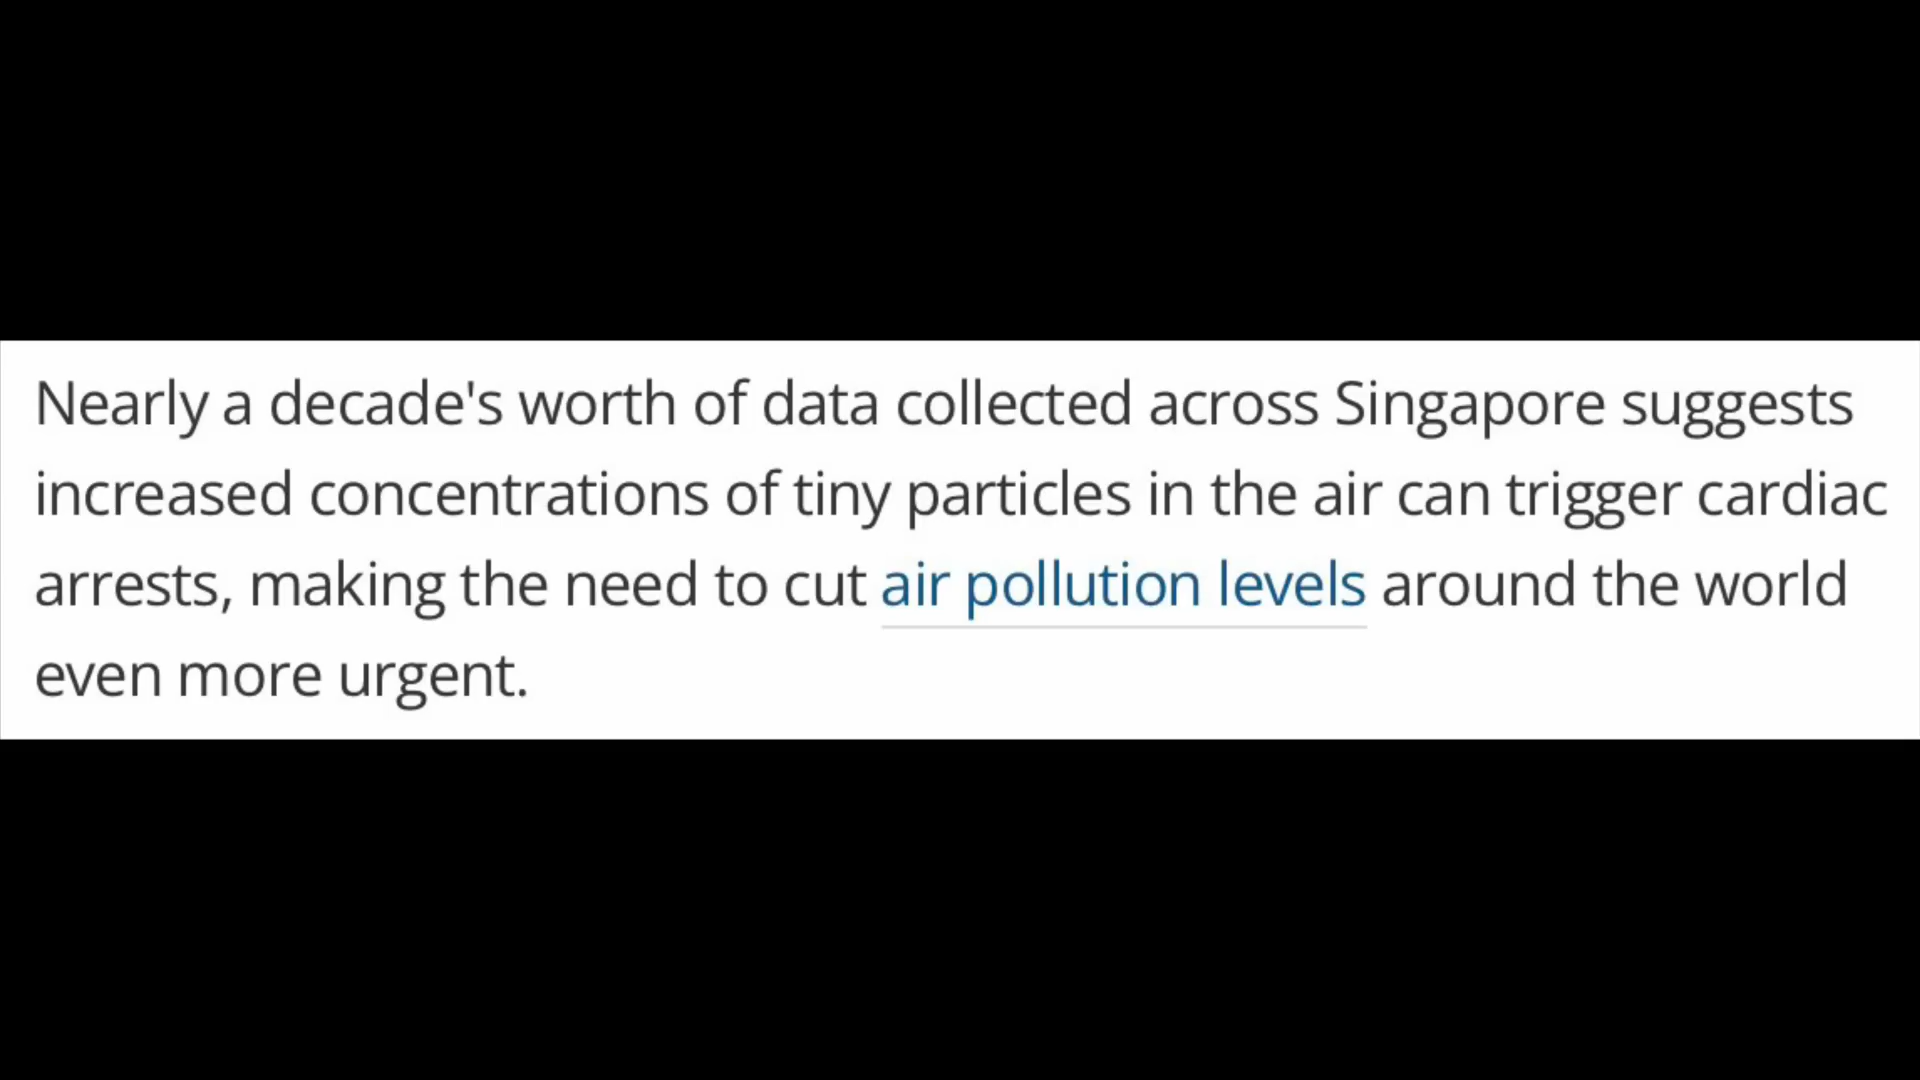 Nearly a decade's worth of data collected across Singapore suggests
increased concentrations of tiny particles in the air can trigger cardiac
arrests, making the need to cut air pollution levels around the world
even more urgent.